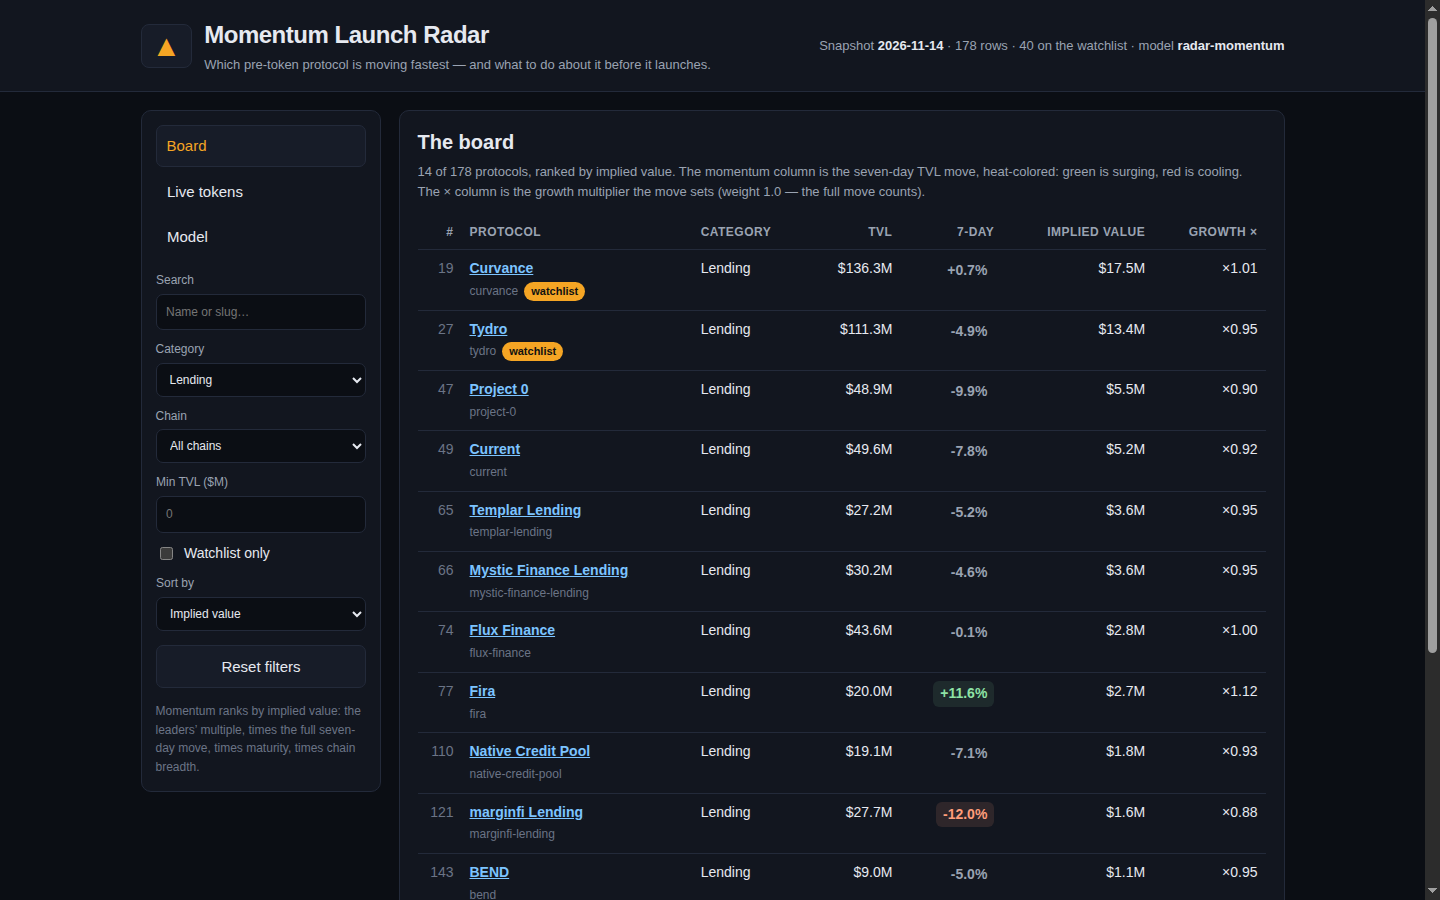 Momentum Launch Radar
Which pre-token protocol is moving fastest — and what to do about it before it launches.
Snapshot 2026-11-14 · 178 rows · 40 on the watchlist · model radar-momentum
Board
Live tokens
Model
Search
Name or slug…
Category
Lending
Chain
All chains
Min TVL ($M)
0
Watchlist only
Sort by
Implied value
Reset filters
Momentum ranks by implied value: the
leaders’ multiple, times the full seven-
day move, times maturity, times chain
breadth.
The board
14 of 178 protocols, ranked by implied value. The momentum column is the seven-day TVL move, heat-colored: green is surging, red is cooling.
The × column is the growth multiplier the move sets (weight 1.0 — the full move counts).
# PROTOCOL CATEGORY TVL 7-DAY IMPLIED VALUE GROWTH ×
19 Curvance Lending $136.3M +0.7% $17.5M ×1.01
curvance watchlist
27 Tydro Lending $111.3M -4.9% $13.4M ×0.95
tydro watchlist
47 Project 0 Lending $48.9M -9.9% $5.5M ×0.90
project-0
49 Current Lending $49.6M -7.8% $5.2M ×0.92
current
65 Templar Lending Lending $27.2M -5.2% $3.6M ×0.95
templar-lending
66 Mystic Finance Lending Lending $30.2M -4.6% $3.6M ×0.95
mystic-finance-lending
74 Flux Finance Lending $43.6M -0.1% $2.8M ×1.00
flux-finance
77 Fira Lending $20.0M +11.6% $2.7M ×1.12
fira
110 Native Credit Pool Lending $19.1M -7.1% $1.8M ×0.93
native-credit-pool
121 marginfi Lending Lending $27.7M -12.0% $1.6M ×0.88
marginfi-lending
143 BEND Lending $9.0M -5.0% $1.1M ×0.95
bend